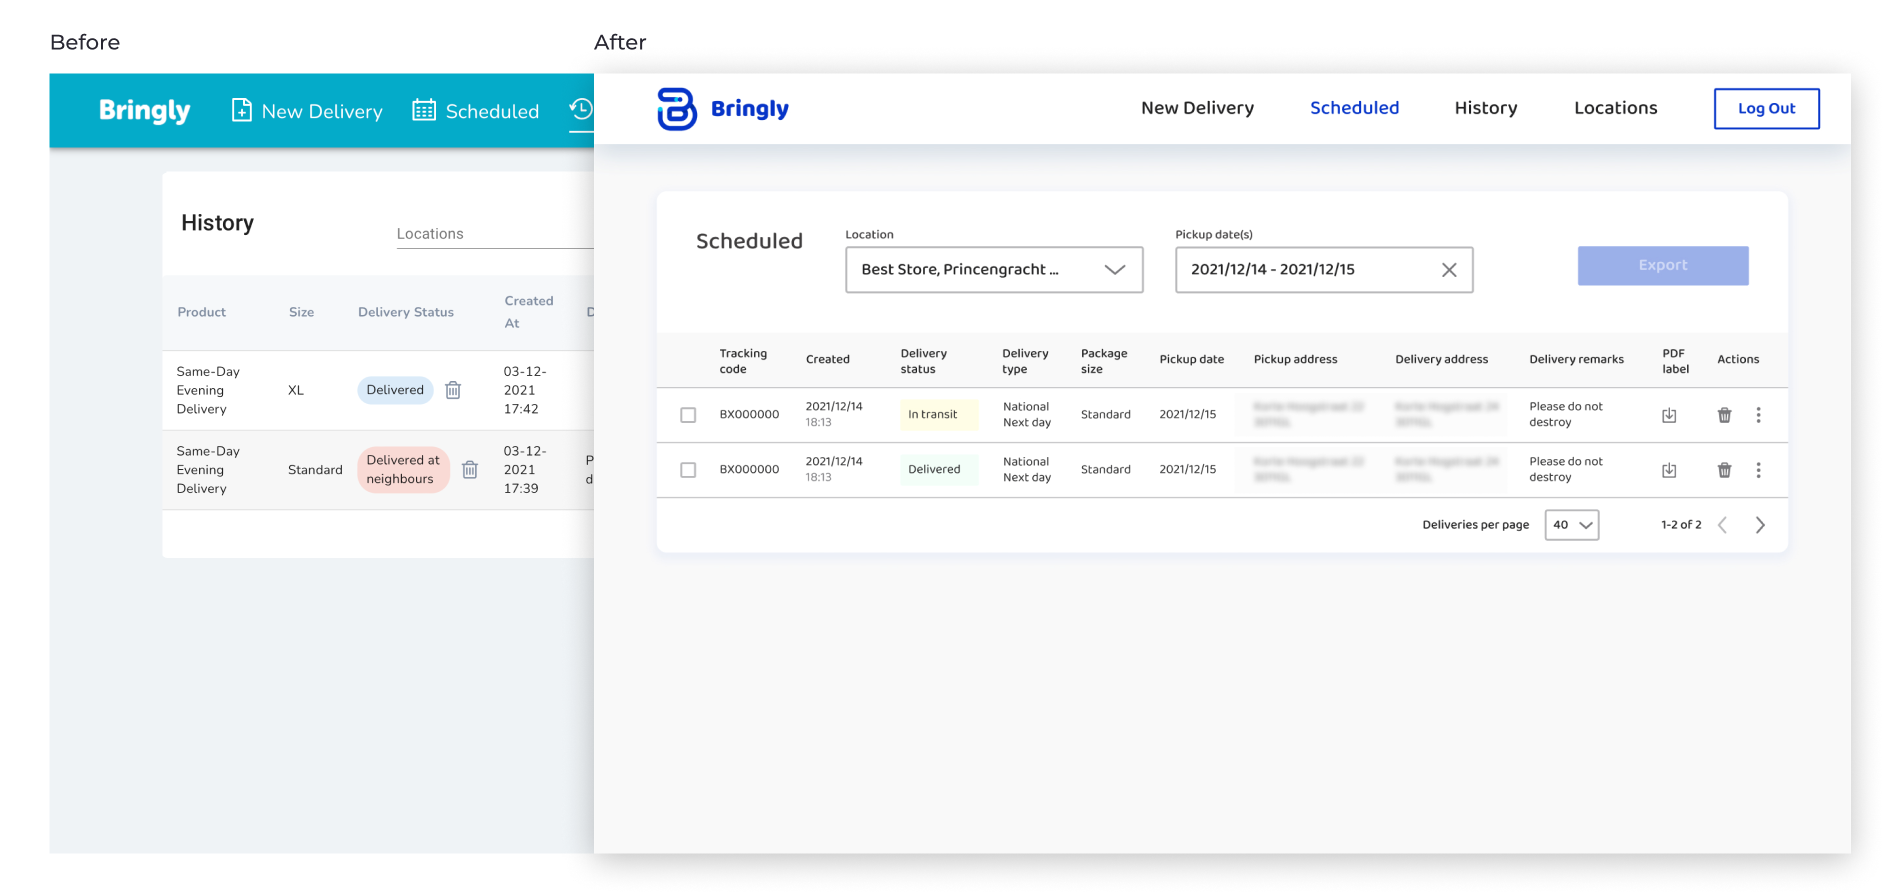 Before
After
Bringly
New Delivery
Scheduled
History
Locations
Product
Size
Delivery Status
Created
At
D
Same-Day
Evening
Delivery
XL
Delivered
03-12-
2021
17:42
Same-Day
Evening
Delivery
Standard
Delivered at
neighbours
03-12-
2021
17:39
P
d
Bringly
New Delivery
Scheduled
History
Locations
Log Out
Scheduled
Location
Best Store, Princengracht ...
Pickup date(s)
2021/12/14 - 2021/12/15
Export
Tracking
code
Created
Delivery
status
Delivery
type
Package
size
Pickup date
Pickup address
Delivery address
Delivery remarks
PDF
label
Actions
BX000000
2021/12/14
18:13
In transit
National
Next day
Standard
2021/12/15
Please do not
destroy
BX000000
2021/12/14
18:13
Delivered
National
Next day
Standard
2021/12/15
Please do not
destroy
Deliveries per page
40
1-2 of 2